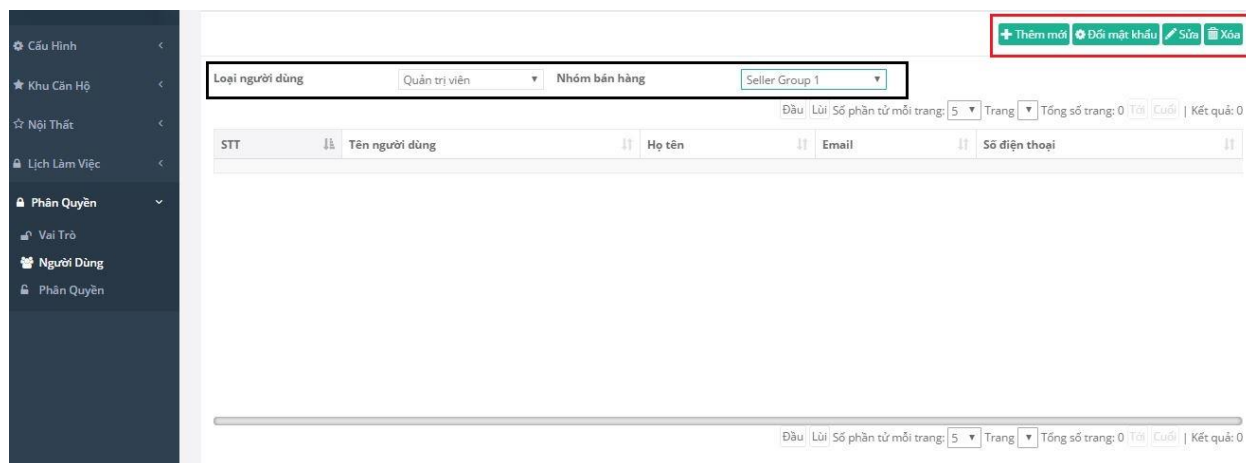 Thêm mới Đổi mật khẩu Sửa Xóa
Cấu Hình
Loại người dùng Quản trị viên Nhóm bán hàng Seller Group 1
Khu Căn Hộ
Đầu Lùi Số phần tử mỗi trang: 5 Trang Tổng số trang: 0 Tới Cuối | Kết quả: 0
Nội Thất
STT Tên người dùng Họ tên Email Số điện thoại
Lịch Làm Việc
Phân Quyền
Vai Trò
Người Dùng
Phân Quyền
Đầu Lùi Số phần tử mỗi trang: 5 Trang Tổng số trang: 0 Tới Cuối | Kết quả: 0